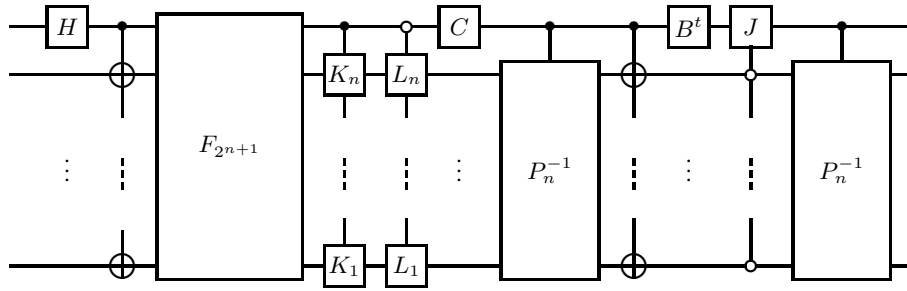 H C B^t J
K_n L_n
F_{2^{n+1}} P_n^{-1} P_n^{-1}
⋮ ⋮ ⋮
K_1 L_1